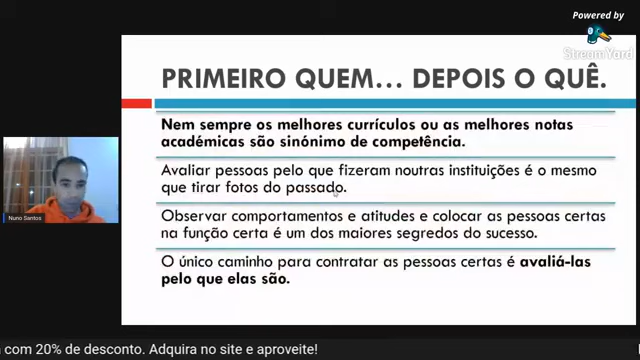 Powered by
StreamYard
PRIMEIRO QUEM... DEPOIS O QUÊ.
Nem sempre os melhores currículos ou as melhores notas
académicas são sinónimo de competência.
Avaliar pessoas pelo que fizeram noutras instituições é o mesmo
que tirar fotos do passado.
Observar comportamentos e atitudes e colocar as pessoas certas
na função certa é um dos maiores segredos do sucesso.
O único caminho para contratar as pessoas certas é avaliá-las
pelo que elas são.
Nuno Santos
com 20% de desconto. Adquira no site e aproveite!